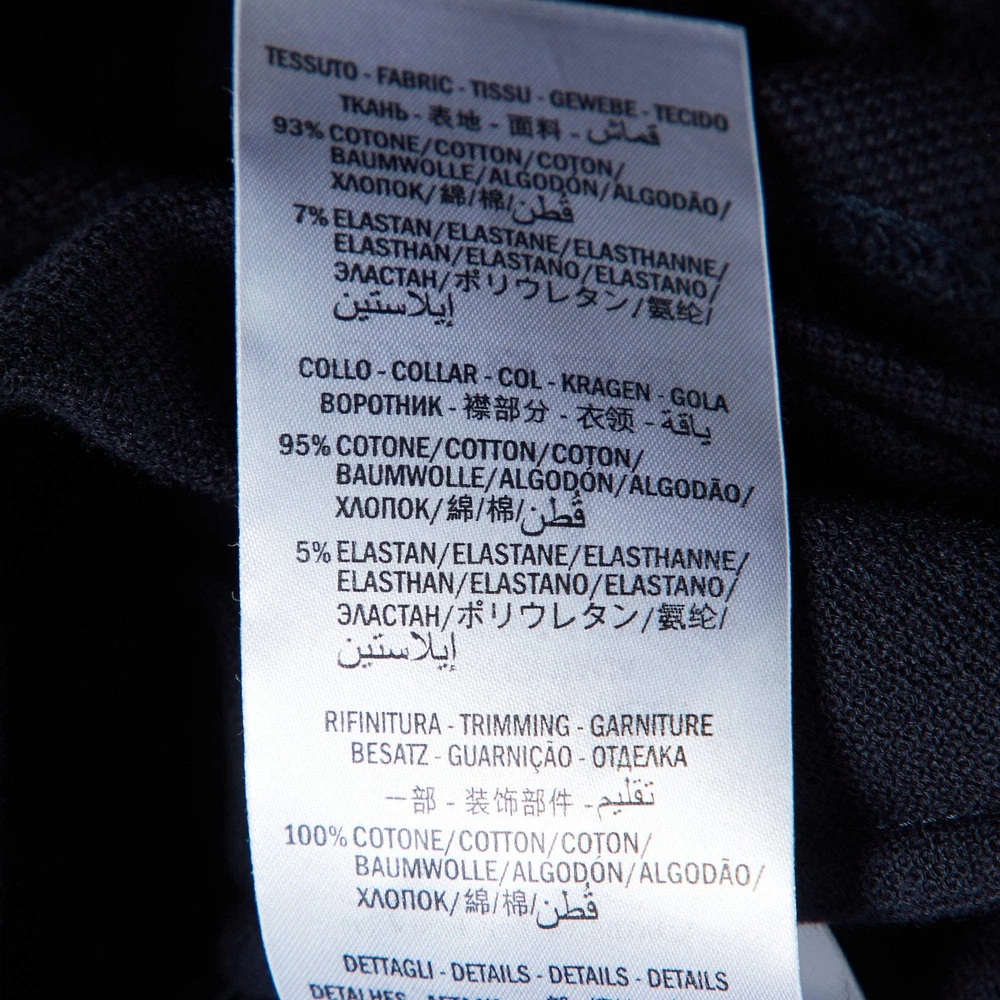 TESSUTO - FABRIC - TISSU - GEWEBE - TECIDO
ТКАНЬ - 表地 - 面料 - قماش
93% COTONE/COTTON/COTON/
BAUMWOLLE/ALGODÓN/ALGODÃO/
ХЛОПОК/綿/棉/قُطن
7% ELASTAN/ELASTANE/ELASTHANNE/
ELASTHAN/ELASTANO/ELASTANO/
ЭЛАСТАН/ポリウレタン/氨纶/
إيلاستين
COLLO - COLLAR - COL - KRAGEN - GOLA
ВОРОТНИК - 襟部分 - 衣领 - ياقة
95% COTONE/COTTON/COTON/
BAUMWOLLE/ALGODÓN/ALGODÃO/
ХЛОПОК/綿/棉/قُطن
5% ELASTAN/ELASTANE/ELASTHANNE/
ELASTHAN/ELASTANO/ELASTANO/
ЭЛАСТАН/ポリウレタン/氨纶/
إيلاستين
RIFINITURA - TRIMMING - GARNITURE
BESATZ - GUARNIÇÃO - ОТДЕЛКА
一部 - 装饰部件 - تقليم
100% COTONE/COTTON/COTON/
BAUMWOLLE/ALGODÓN/ALGODÃO/
ХЛОПОК/綿/棉/قُطن
DETTAGLI - DETAILS - DETAILS - DETAILS
DETALHES -